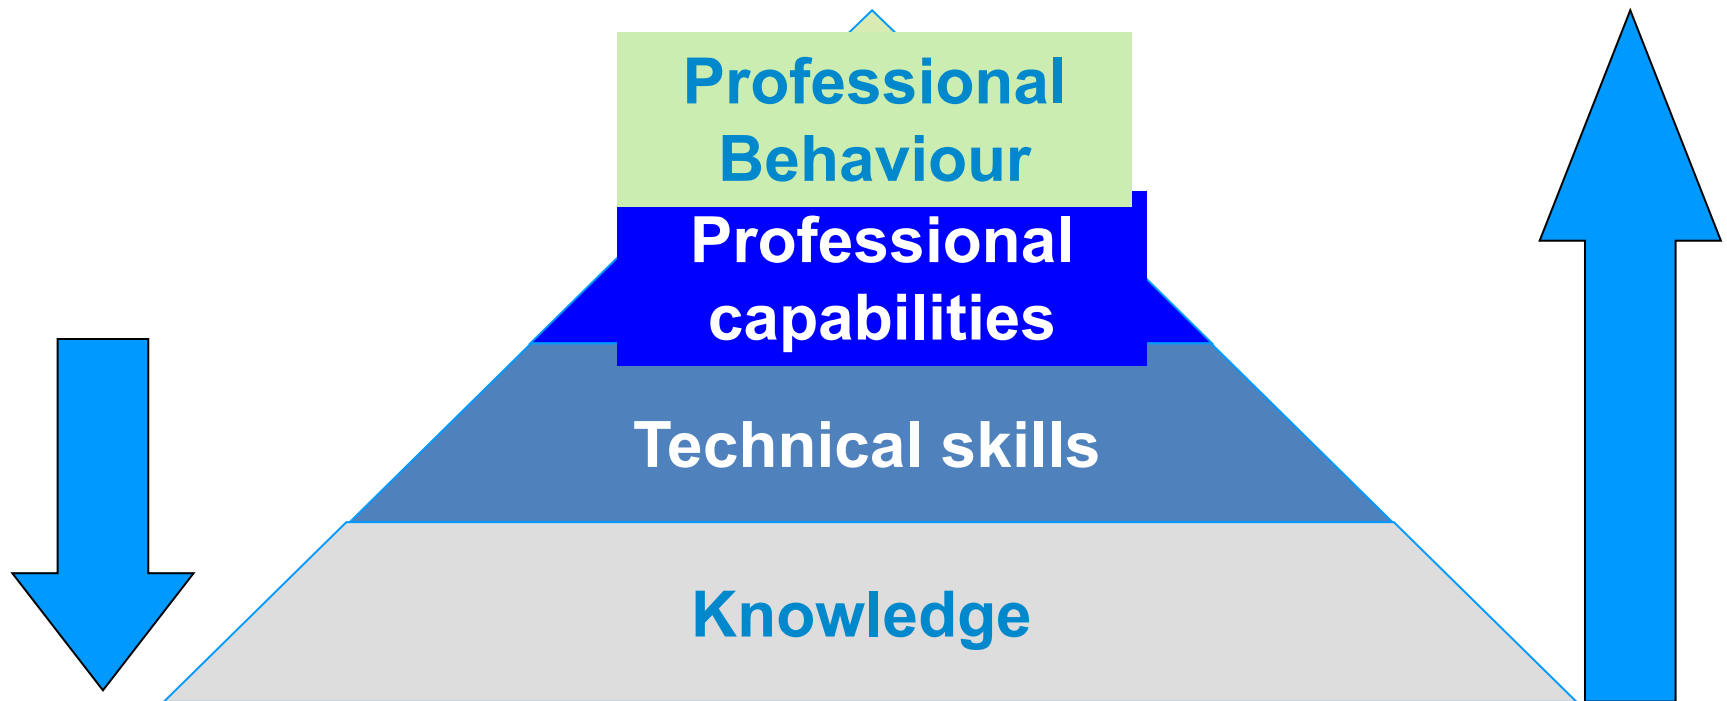 Professional
Behaviour
Professional
capabilities
Technical skills
Knowledge